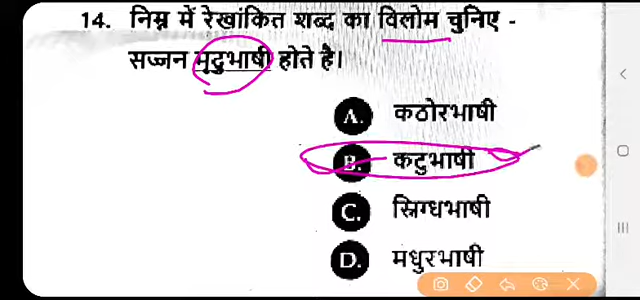 14. निम्न में रेखांकित शब्द का विलोम चुनिए -
सज्जन मृदुभाषी होते है।
A. कठोरभाषी
B. कटुभाषी
C. स्निग्धभाषी
D. मधुरभाषी